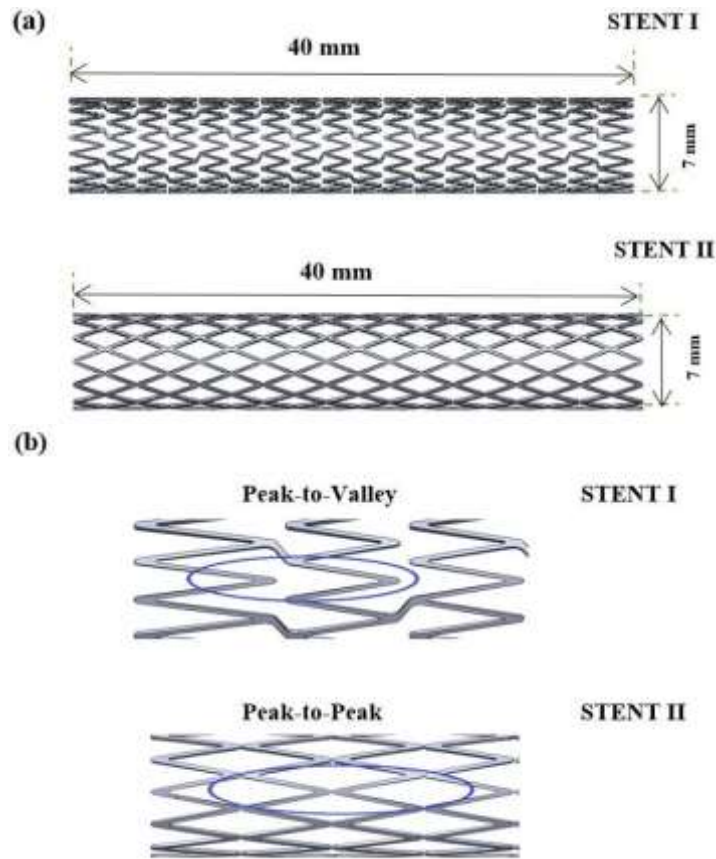 (a)
STENT I
40 mm
7 mm
STENT II
40 mm
7 mm
(b)
Peak-to-Valley STENT I
Peak-to-Peak STENT II